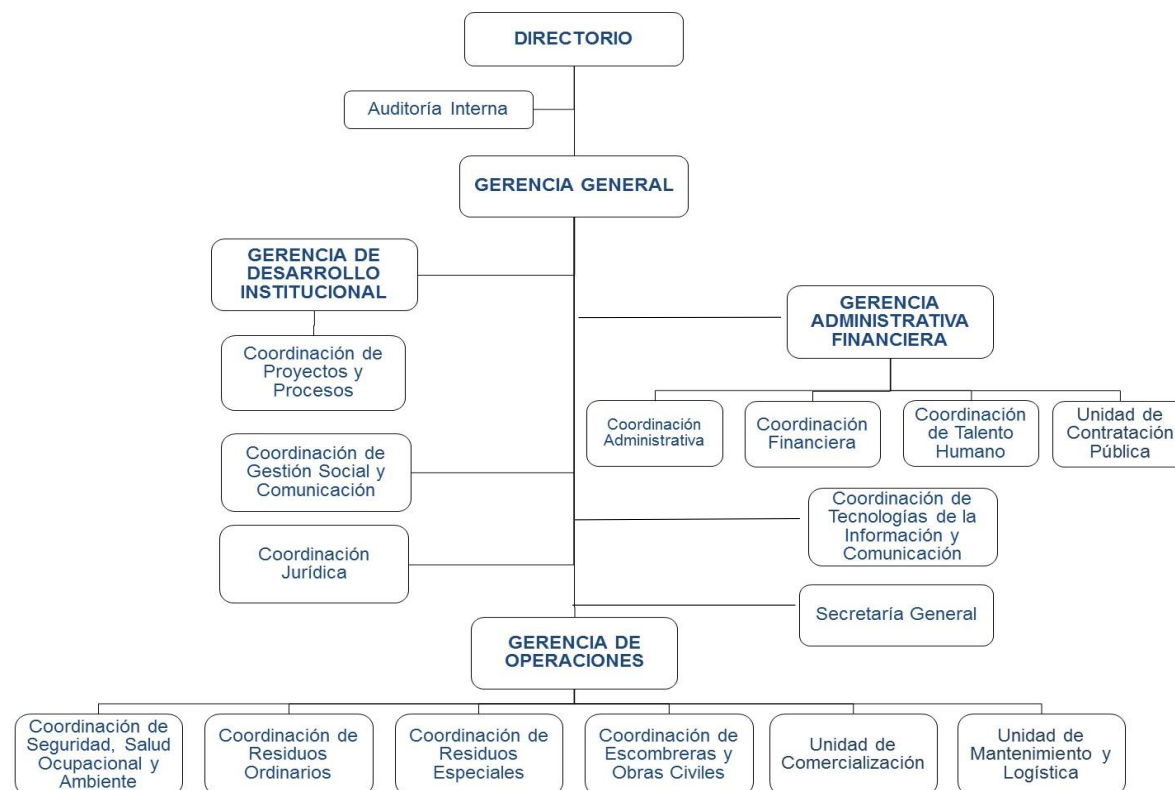 DIRECTORIO
Auditoría Interna
GERENCIA GENERAL
GERENCIA DE
DESARROLLO
INSTITUCIONAL
GERENCIA
ADMINISTRATIVA
FINANCIERA
Coordinación de
Proyectos y
Procesos
Coordinación
Administrativa
Coordinación
Financiera
Coordinación
de Talento
Humano
Unidad de
Contratación
Pública
Coordinación de
Gestión Social y
Comunicación
Coordinación de
Tecnologías de la
Información y
Comunicación
Coordinación
Jurídica
Secretaría General
GERENCIA DE
OPERACIONES
Coordinación de
Seguridad, Salud
Ocupacional y
Ambiente
Coordinación de
Residuos
Ordinarios
Coordinación de
Residuos
Especiales
Coordinación de
Escombreras y
Obras Civiles
Unidad de
Comercialización
Unidad de
Mantenimiento y
Logística